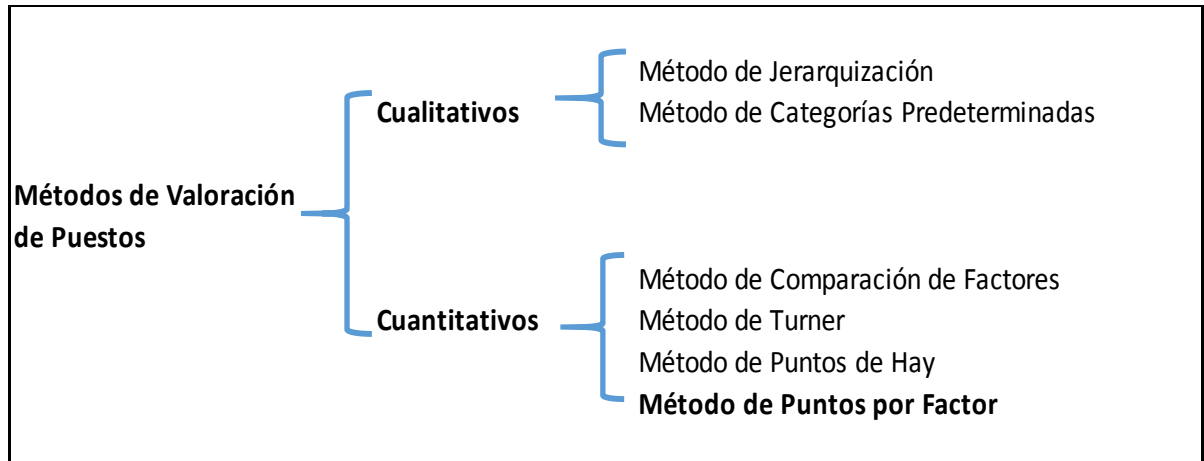 Métodos de Valoración
de Puestos
Cualitativos
Método de Jerarquización
Método de Categorías Predeterminadas
Cuantitativos
Método de Comparación de Factores
Método de Turner
Método de Puntos de Hay
Método de Puntos por Factor